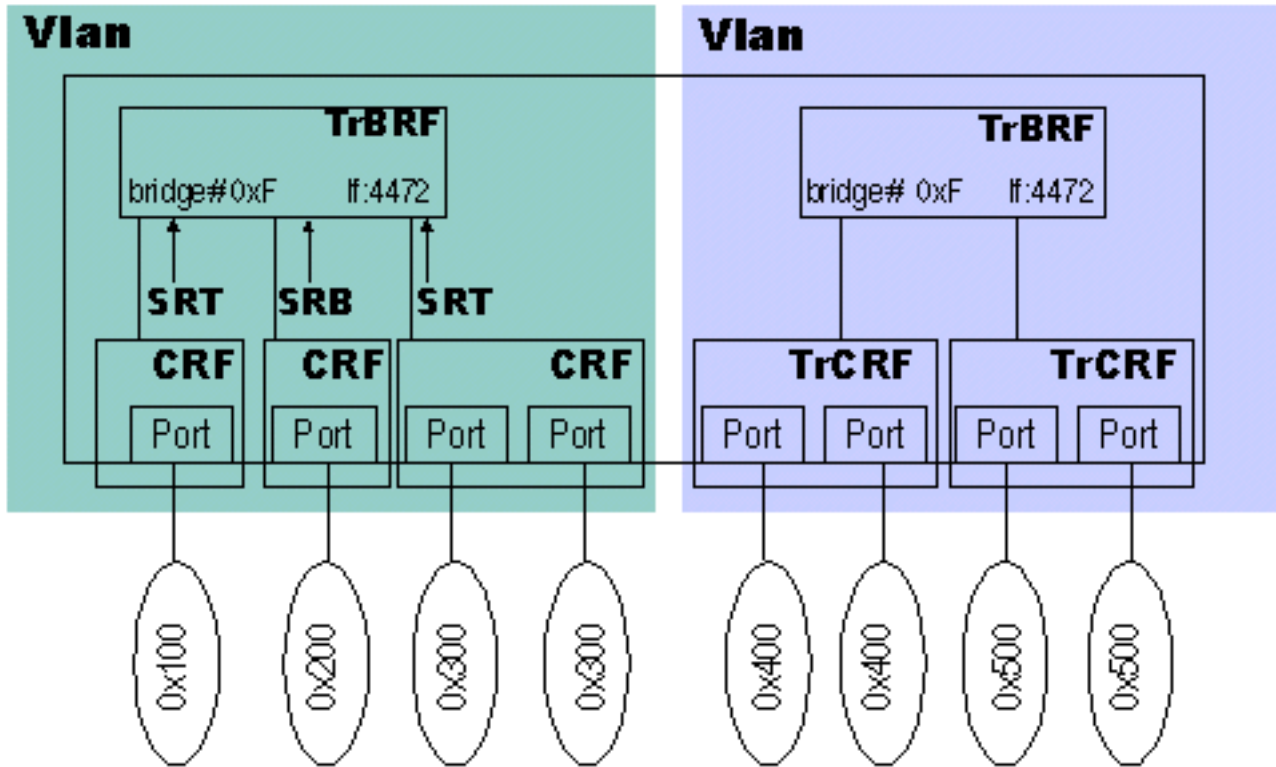 Vlan
Vlan
TrBRF
bridge# 0xF lf:4472
TrBRF
bridge# 0xF lf:4472
SRT SRB SRT
CRF CRF CRF TrCRF TrCRF
Port Port Port Port Port Port Port Port
0x100 0x200 0x300 0x300 0x400 0x400 0x500 0x500